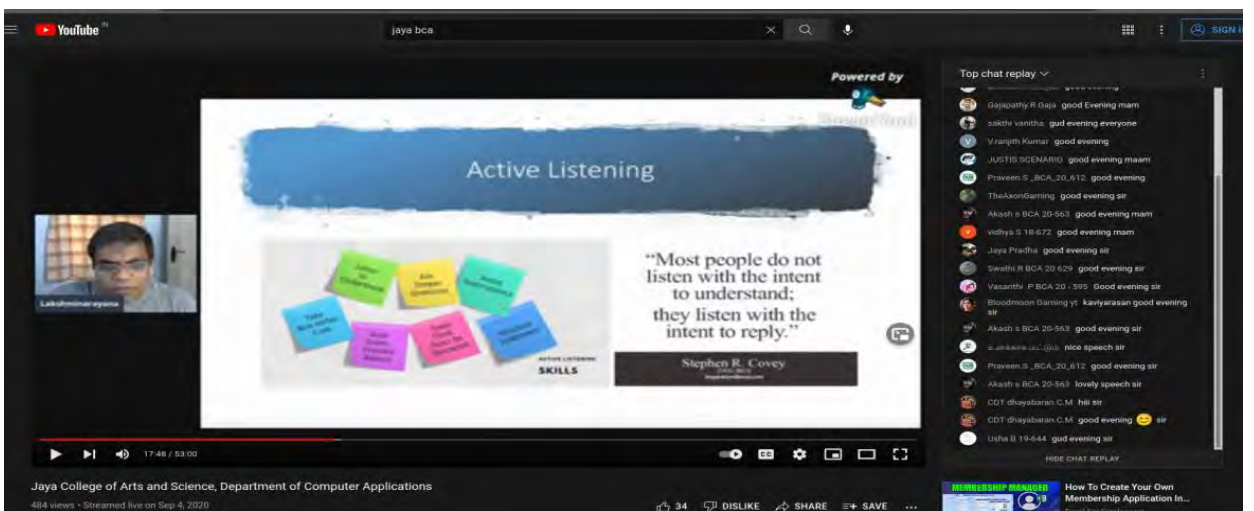 YouTube IN
jaya bca
SIGN I
Powered by
Active Listening
Lakshminarayana
"Most people do not
listen with the intent
to understand;
they listen with the
intent to reply."
Stephen R. Covey
ACTIVE LISTENING
SKILLS
17:48 / 53:00
Jaya College of Arts and Science, Department of Computer Applications
484 views • Streamed live on Sep 4, 2020
34 DISLIKE SHARE SAVE
Top chat replay
Gajapathy.R Gaja good Evening mam
sakthi vanitha gud evening everyone
V.ranjith Kumar good evening
JUSTIS SCENARIO good evening maam
Praveen.S _BCA_20_612 good evening
TheAxonGaming good evening sir
Akash s BCA 20-563 good evening mam
vidhya S 18-672 good evening mam
Jaya Pradha good evening sir
Swathi.R BCA 20 629 good evening sir
Vasanthi .P BCA 20 - 595 Good evening sir
Bloodmoon Gaming yt kaviyarasan good evening
sir
Akash s BCA 20-563 good evening sir
nice speech sir
Praveen.S _BCA_20_612 good evening sir
Akash s BCA 20-563 lovely speech sir
CDT dhayabaran.C.M hiii sir
CDT dhayabaran.C.M good evening 😊 sir
Usha B 19-644 gud evening sir
HIDE CHAT REPLAY
MEMBERSHIP MANAGER
How To Create Your Own
Membership Application In...